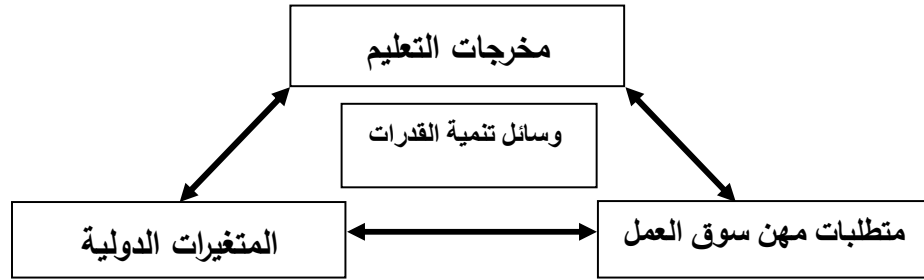 مخرجات التعليم
وسائل تنمية القدرات
متطلبات مهن سوق العمل
المتغيرات الدولية